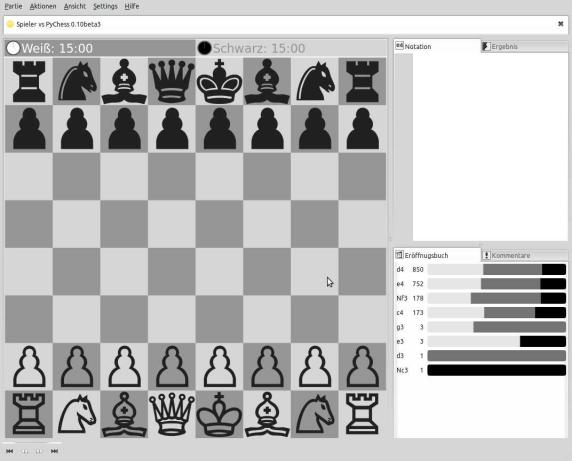 Partie Aktionen Ansicht Settings Hilfe
Spieler vs PyChess 0.10beta3
Weiß: 15:00 Schwarz: 15:00
Notation Ergebnis
Eröffnugsbuch Kommentare
d4 850
e4 752
Nf3 178
c4 173
g3 3
e3 3
d3 1
Nc3 1